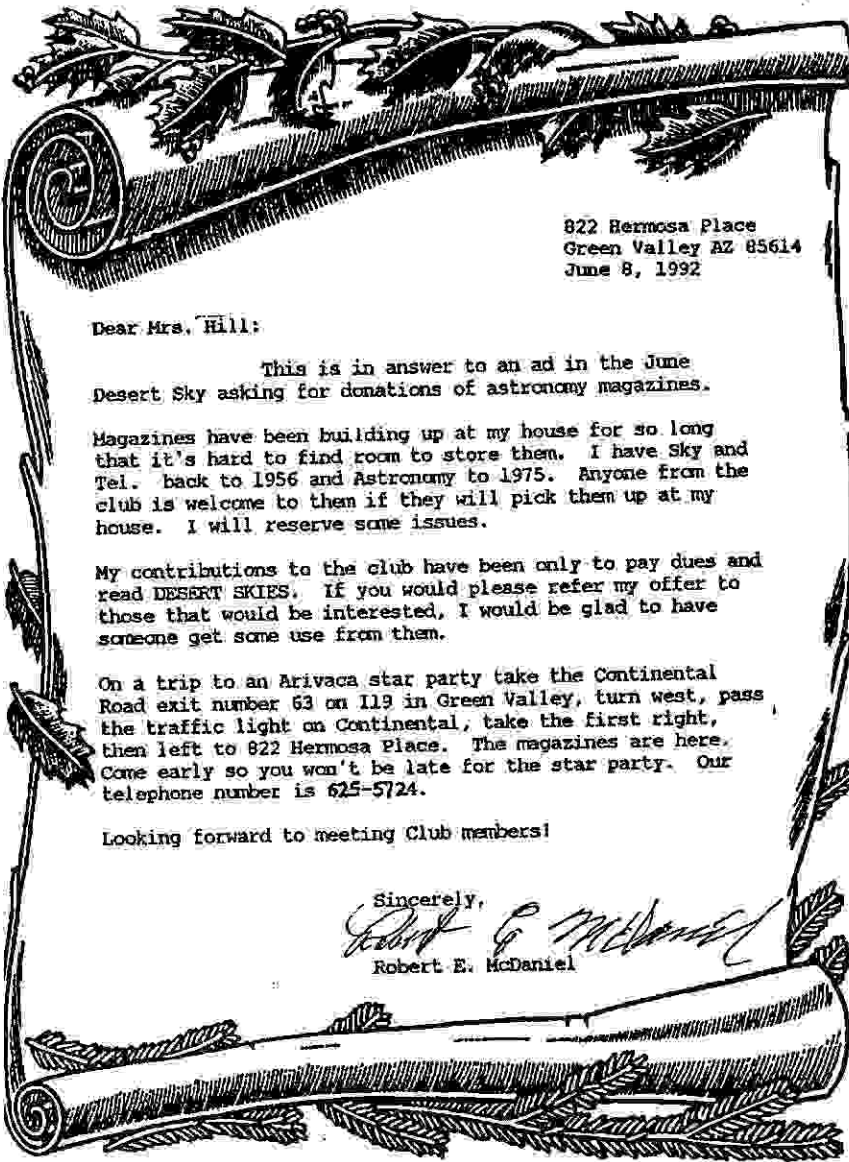 822 Hermosa Place
Green Valley AZ 85614
June 8, 1992
Dear Mrs. Hill:
This is in answer to an ad in the June
Desert Sky asking for donations of astronomy magazines.
Magazines have been building up at my house for so long
that it's hard to find room to store them. I have Sky and
Tel. back to 1956 and Astronomy to 1975. Anyone from the
club is welcome to them if they will pick them up at my
house. I will reserve some issues.
My contributions to the club have been only to pay dues and
read DESERT SKIES. If you would please refer my offer to
those that would be interested, I would be glad to have
someone get some use from them.
On a trip to an Arivaca star party take the Continental
Road exit number 63 on I19 in Green Valley, turn west, pass
the traffic light on Continental, take the first right,
then left to 822 Hermosa Place. The magazines are here.
Come early so you won't be late for the star party. Our
telephone number is 625-5724.
Looking forward to meeting Club members!
Sincerely,
Robert E McDaniel
Robert E. McDaniel